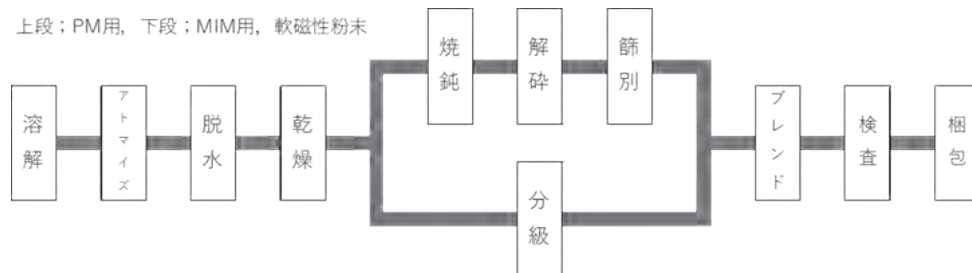 上段；PM用，下段；MIM用，軟磁性粉末
溶解
アトマイズ
脱水
乾燥
焼鈍
解砕
篩別
分級
ブレンド
検査
梱包